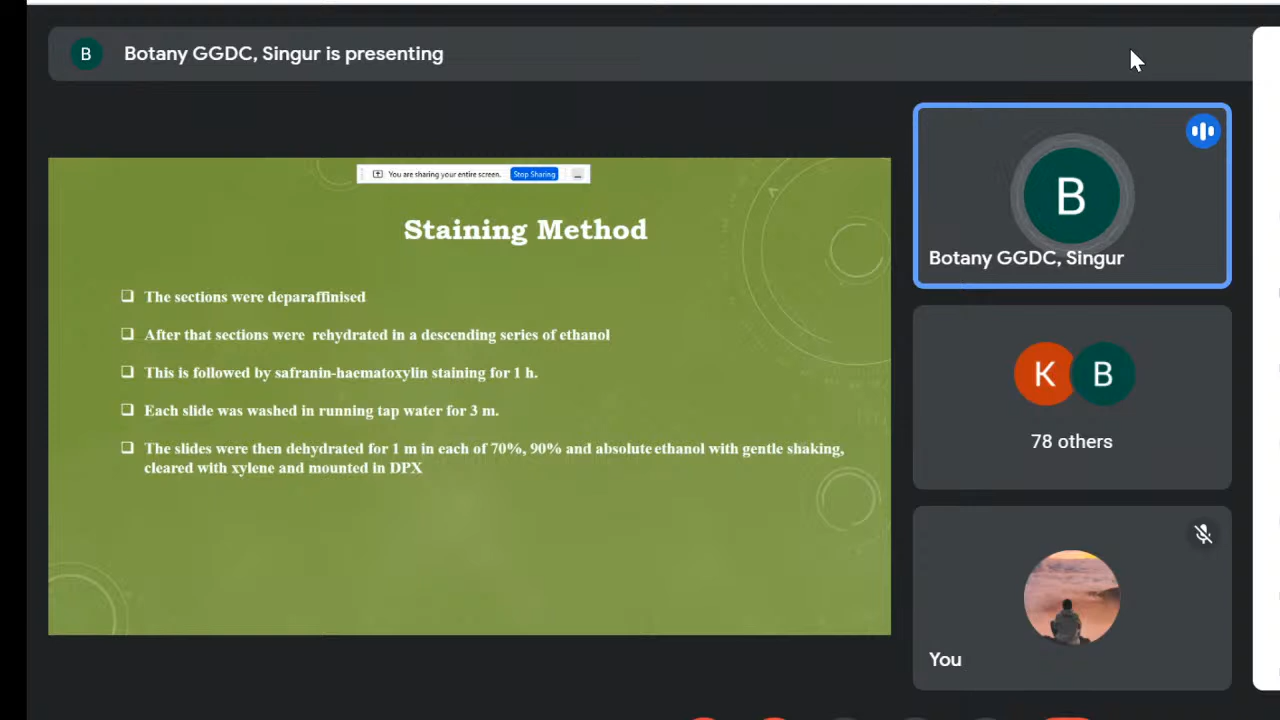 B Botany GGDC, Singur is presenting
You are sharing your entire screen. Stop Sharing
Staining Method
The sections were deparaffinised
After that sections were rehydrated in a descending series of ethanol
This is followed by safranin-haematoxylin staining for 1 h.
Each slide was washed in running tap water for 3 m.
The slides were then dehydrated for 1 m in each of 70%, 90% and absolute ethanol with gentle shaking,
cleared with xylene and mounted in DPX
B
Botany GGDC, Singur
K B
78 others
You